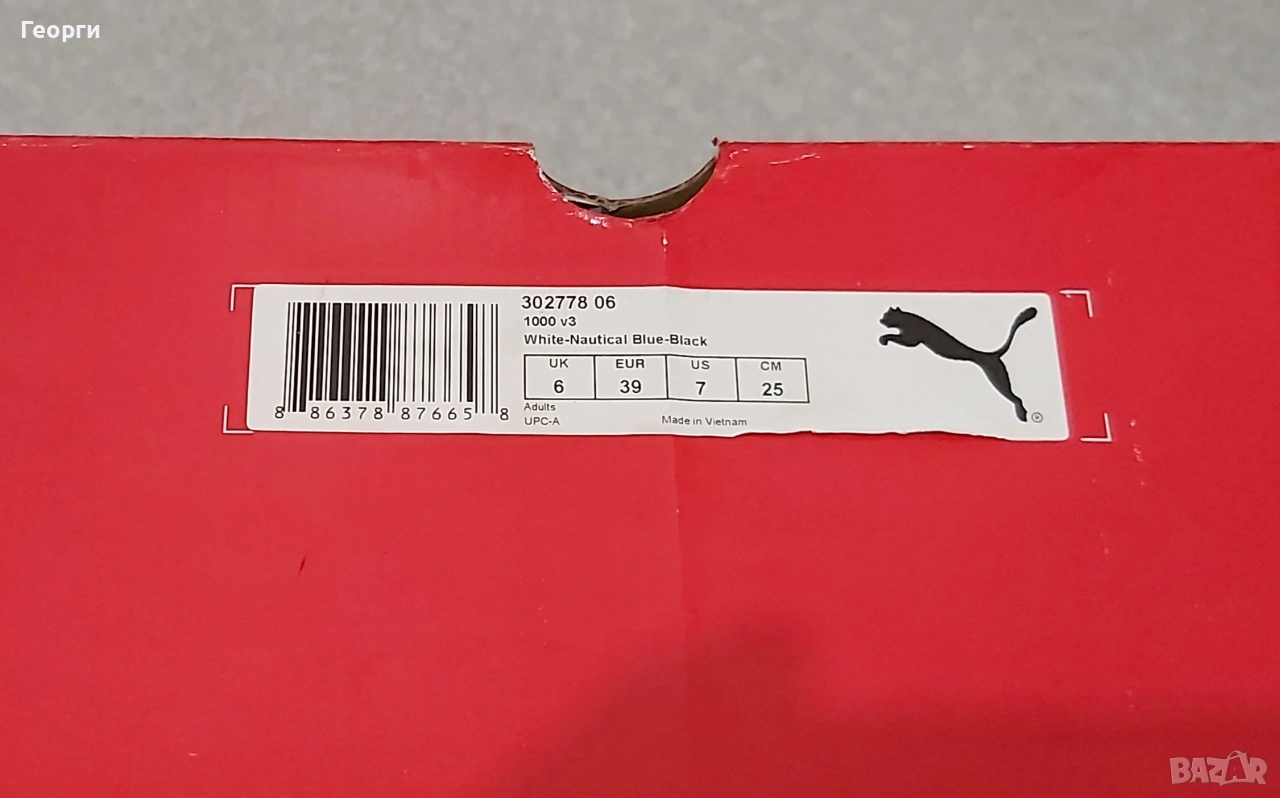 Георги
302778 06
1000 v3
White-Nautical Blue-Black
UK EUR US CM
6 39 7 25
8 86378 87665 8
Adults
UPC-A Made in Vietnam
®
BAZAR